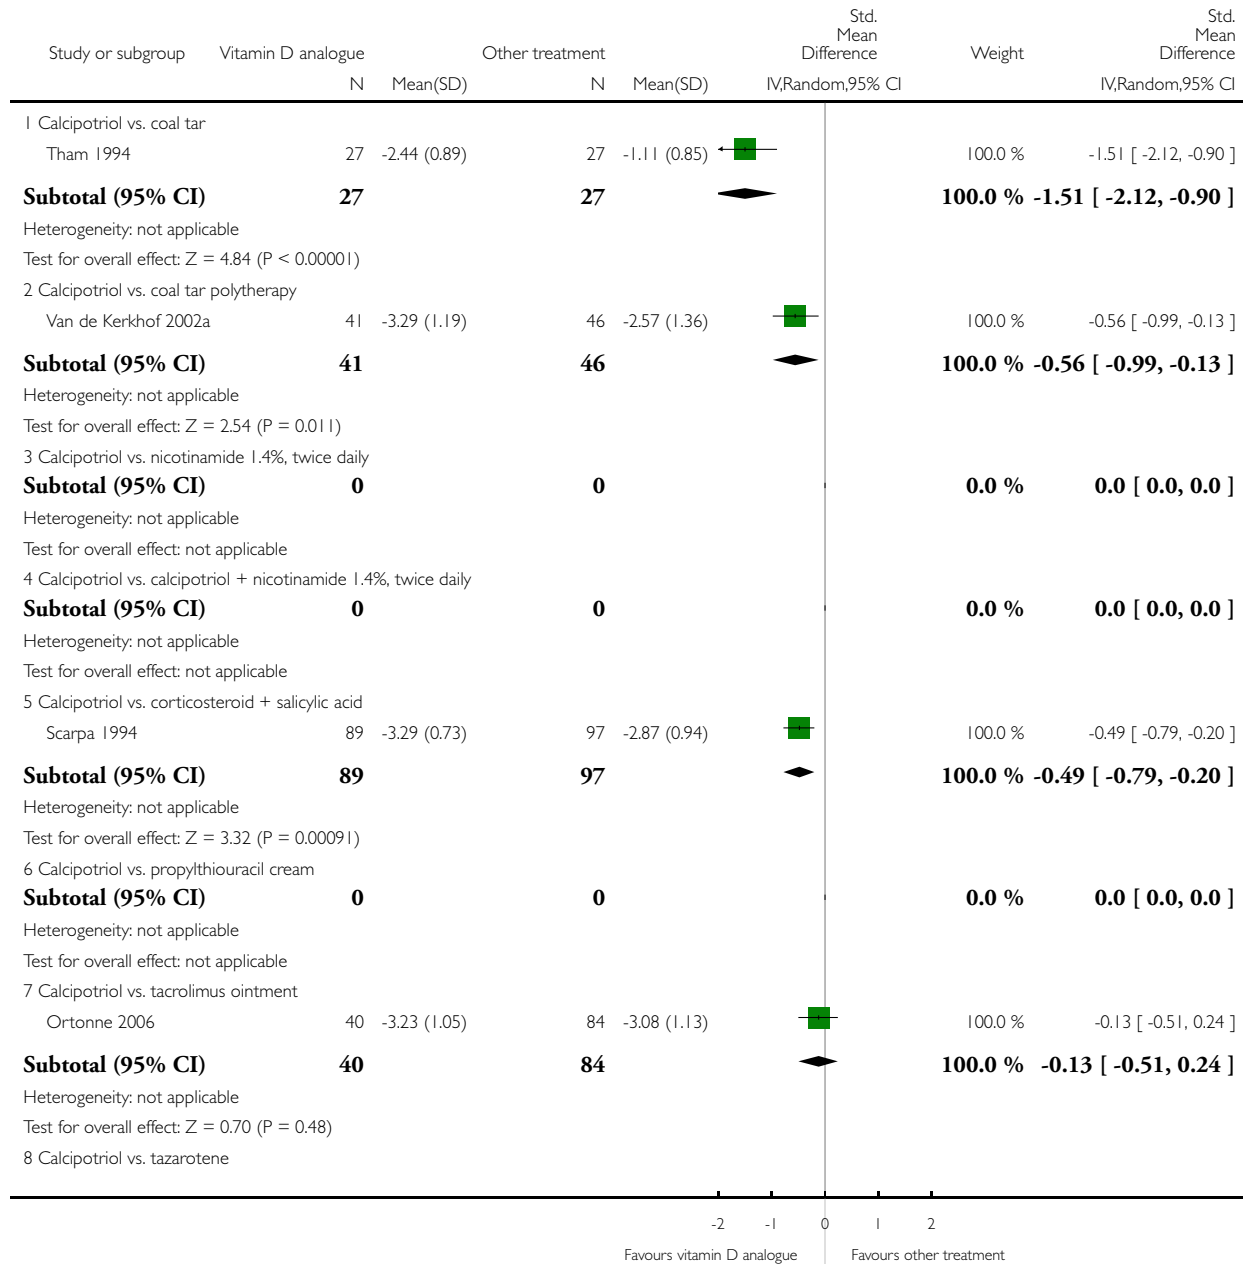 Std. Mean Difference Std. Mean Difference
Study or subgroup Vitamin D analogue Other treatment Weight
N Mean(SD) N Mean(SD) IV,Random,95% CI IV,Random,95% CI
1 Calcipotriol vs. coal tar
Tham 1994 27 -2.44 (0.89) 27 -1.11 (0.85) 100.0 % -1.51 [ -2.12, -0.90 ]
Subtotal (95% CI) 27 27 100.0 % -1.51 [ -2.12, -0.90 ]
Heterogeneity: not applicable
Test for overall effect: Z = 4.84 (P < 0.00001)
2 Calcipotriol vs. coal tar polytherapy
Van de Kerkhof 2002a 41 -3.29 (1.19) 46 -2.57 (1.36) 100.0 % -0.56 [ -0.99, -0.13 ]
Subtotal (95% CI) 41 46 100.0 % -0.56 [ -0.99, -0.13 ]
Heterogeneity: not applicable
Test for overall effect: Z = 2.54 (P = 0.011)
3 Calcipotriol vs. nicotinamide 1.4%, twice daily
Subtotal (95% CI) 0 0 0.0 % 0.0 [ 0.0, 0.0 ]
Heterogeneity: not applicable
Test for overall effect: not applicable
4 Calcipotriol vs. calcipotriol + nicotinamide 1.4%, twice daily
Subtotal (95% CI) 0 0 0.0 % 0.0 [ 0.0, 0.0 ]
Heterogeneity: not applicable
Test for overall effect: not applicable
5 Calcipotriol vs. corticosteroid + salicylic acid
Scarpa 1994 89 -3.29 (0.73) 97 -2.87 (0.94) 100.0 % -0.49 [ -0.79, -0.20 ]
Subtotal (95% CI) 89 97 100.0 % -0.49 [ -0.79, -0.20 ]
Heterogeneity: not applicable
Test for overall effect: Z = 3.32 (P = 0.00091)
6 Calcipotriol vs. propylthiouracil cream
Subtotal (95% CI) 0 0 0.0 % 0.0 [ 0.0, 0.0 ]
Heterogeneity: not applicable
Test for overall effect: not applicable
7 Calcipotriol vs. tacrolimus ointment
Ortonne 2006 40 -3.23 (1.05) 84 -3.08 (1.13) 100.0 % -0.13 [ -0.51, 0.24 ]
Subtotal (95% CI) 40 84 100.0 % -0.13 [ -0.51, 0.24 ]
Heterogeneity: not applicable
Test for overall effect: Z = 0.70 (P = 0.48)
8 Calcipotriol vs. tazarotene
-2 -1 0 1 2
Favours vitamin D analogue Favours other treatment